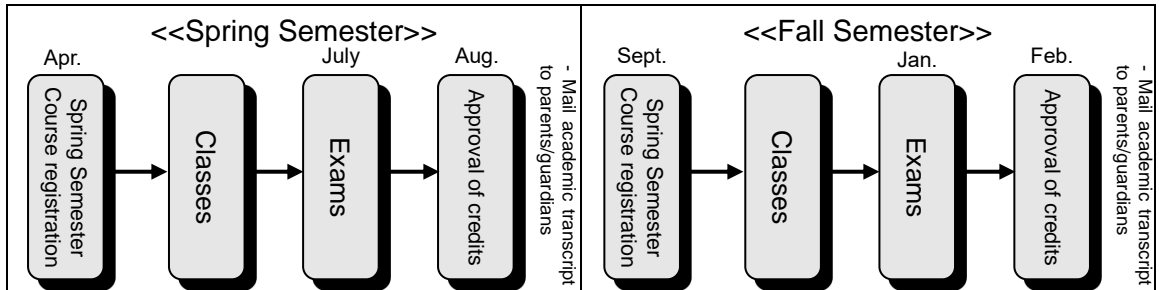 <<Spring Semester>>
Apr.
July
Aug.
Spring Semester
Course registration
Classes
Exams
Approval of credits
- Mail academic transcript
to parents/guardians
<<Fall Semester>>
Sept.
Jan.
Feb.
Spring Semester
Course registration
Classes
Exams
Approval of credits
- Mail academic transcript
to parents/guardians